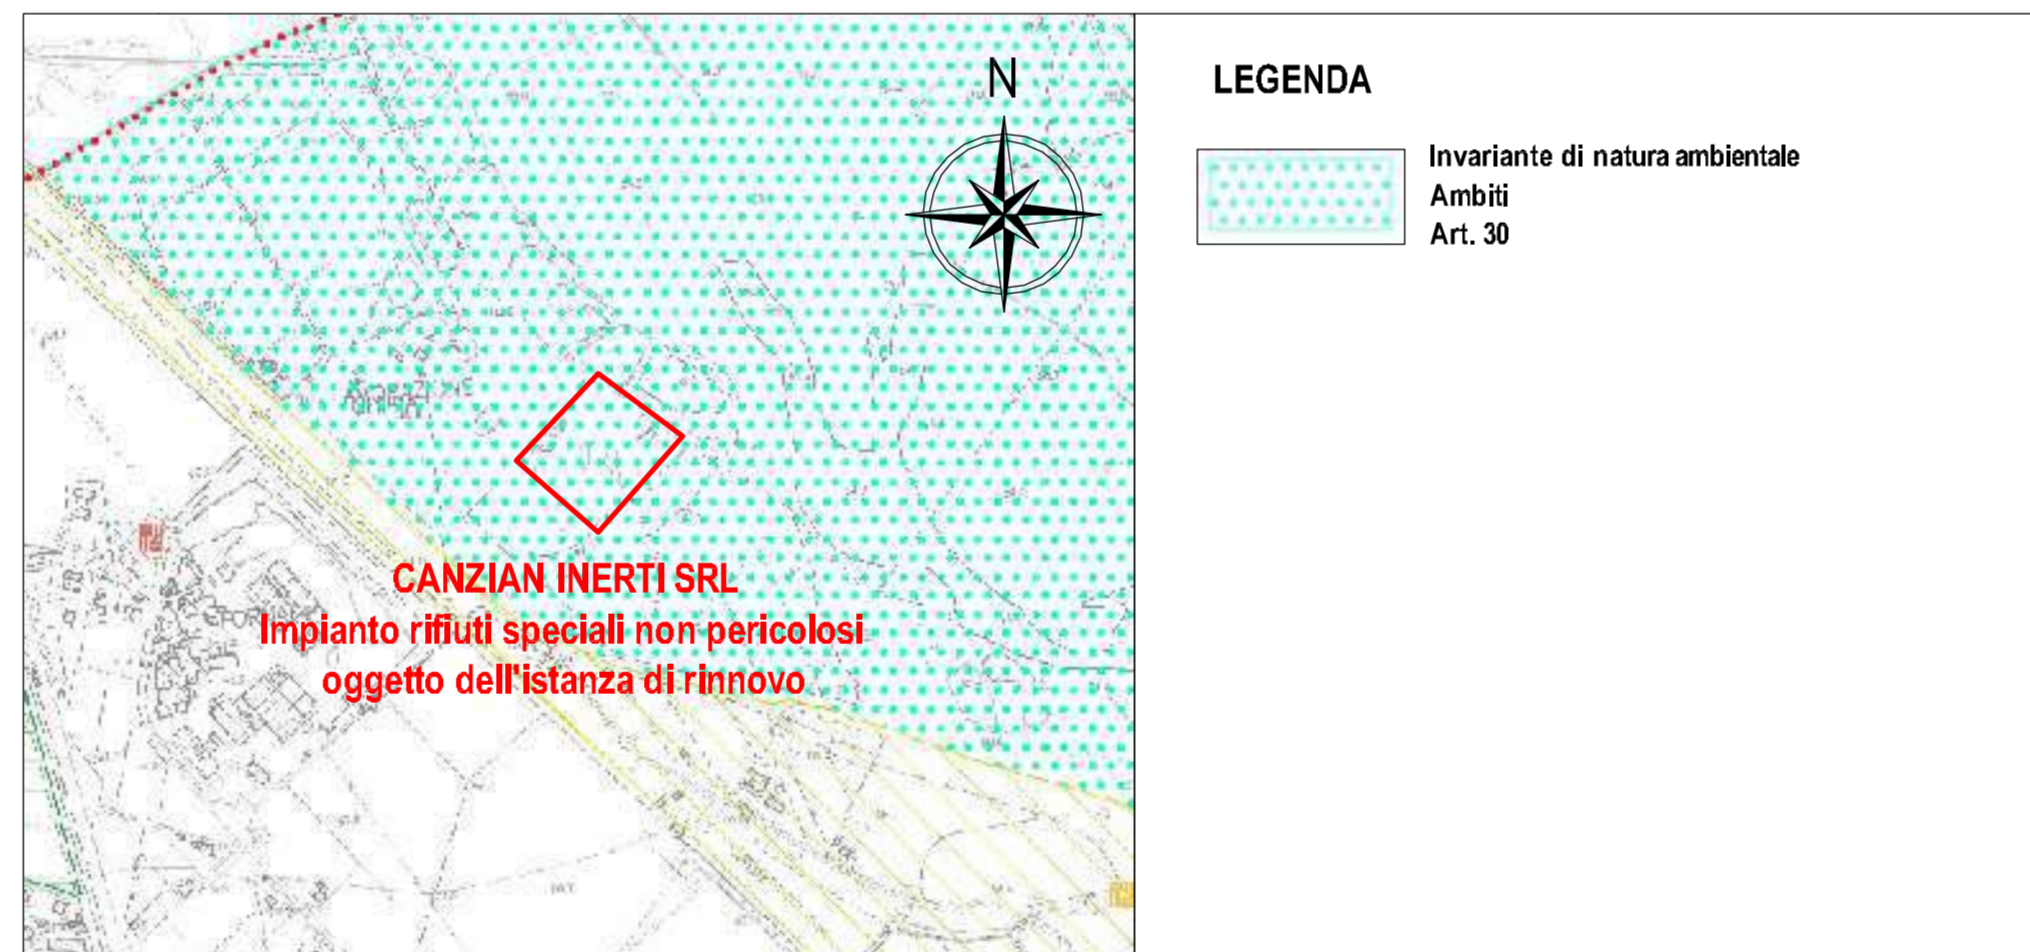 N
CANZIAN INERTI SRL
Impianto rifiuti speciali non pericolosi
oggetto dell'istanza di rinnovo
LEGENDA
Invariante di natura ambientale
Ambiti
Art. 30